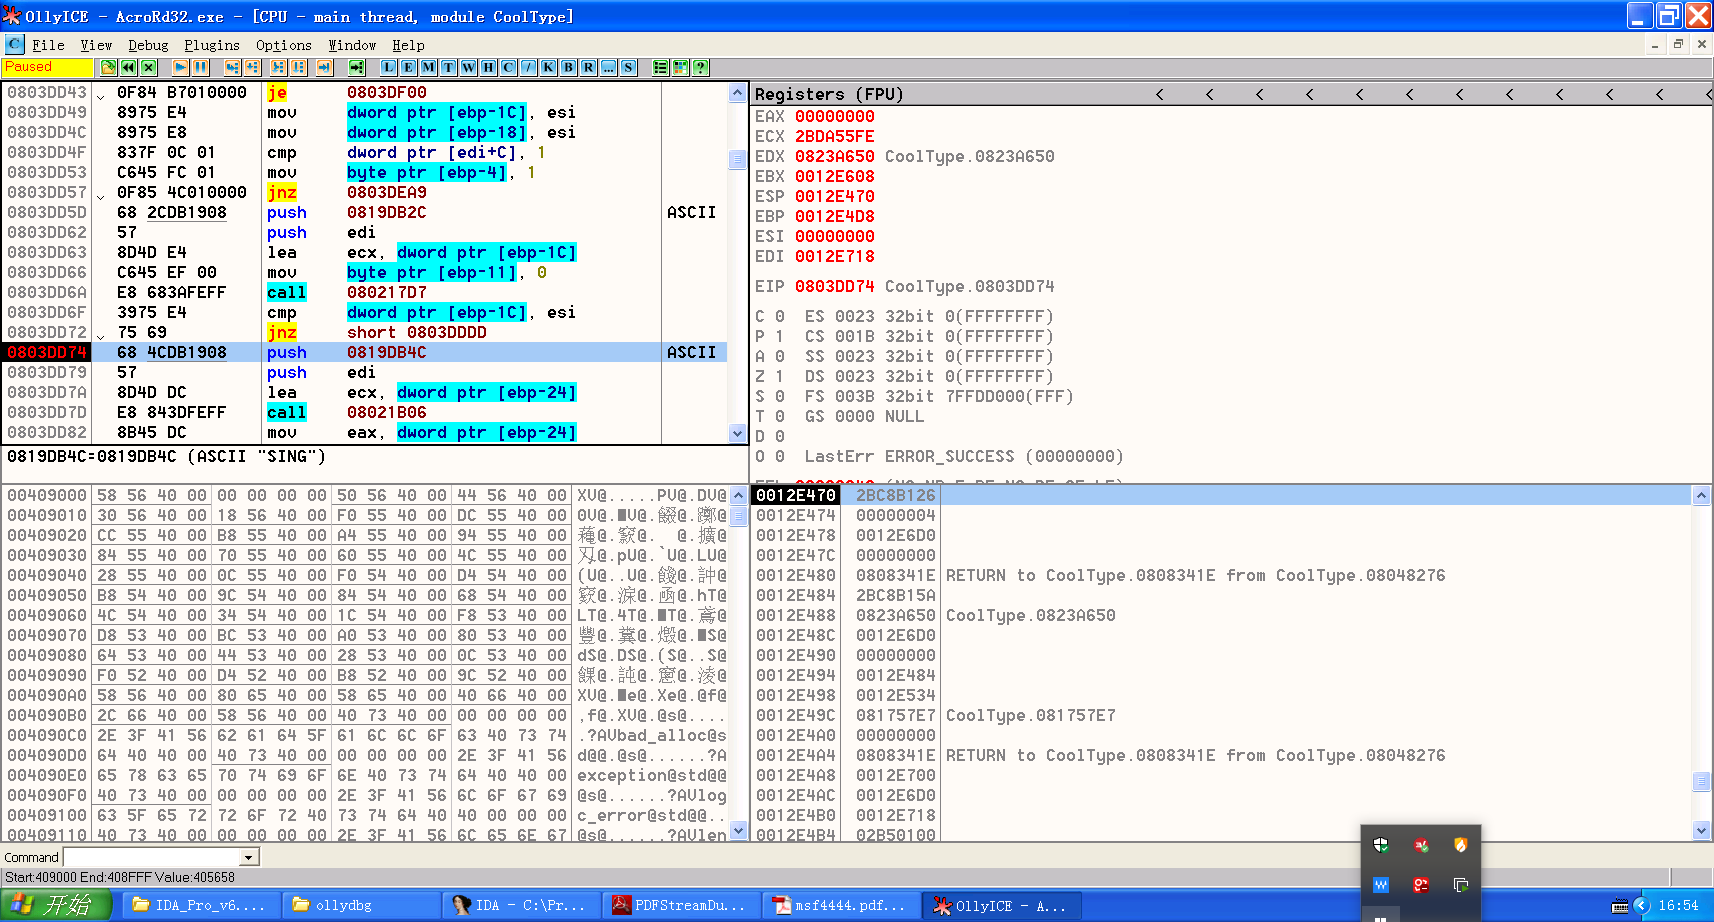 OllyICE - AcroRd32.exe - [CPU - main thread, module CoolType]
C File View Debug Plugins Options Window Help
Paused L E M T W H C / K B R ... S ?
0803DD43 0F84 B7010000 je 0803DF00
0803DD49 8975 E4 mov dword ptr [ebp-1C], esi
0803DD4C 8975 E8 mov dword ptr [ebp-18], esi
0803DD4F 837F 0C 01 cmp dword ptr [edi+C], 1
0803DD53 C645 FC 01 mov byte ptr [ebp-4], 1
0803DD57 0F85 4C010000 jnz 0803DEA9
0803DD5D 68 2CDB1908 push 0819DB2C ASCII
0803DD62 57 push edi
0803DD63 8D4D E4 lea ecx, dword ptr [ebp-1C]
0803DD66 C645 EF 00 mov byte ptr [ebp-11], 0
0803DD6A E8 683AFEFF call 080217D7
0803DD6F 3975 E4 cmp dword ptr [ebp-1C], esi
0803DD72 75 69 jnz short 0803DDDD
0803DD74 68 4CDB1908 push 0819DB4C ASCII
0803DD79 57 push edi
0803DD7A 8D4D DC lea ecx, dword ptr [ebp-24]
0803DD7D E8 843DFEFF call 08021B06
0803DD82 8B45 DC mov eax, dword ptr [ebp-24]
0819DB4C=0819DB4C (ASCII "SING")
Registers (FPU) < < < < < < < < < < < <
EAX 00000000
ECX 2BDA55FE
EDX 0823A650 CoolType.0823A650
EBX 0012E608
ESP 0012E470
EBP 0012E4D8
ESI 00000000
EDI 0012E718
EIP 0803DD74 CoolType.0803DD74
C 0 ES 0023 32bit 0(FFFFFFFF)
P 1 CS 001B 32bit 0(FFFFFFFF)
A 0 SS 0023 32bit 0(FFFFFFFF)
Z 1 DS 0023 32bit 0(FFFFFFFF)
S 0 FS 003B 32bit 7FFDD000(FFF)
T 0 GS 0000 NULL
D 0
O 0 LastErr ERROR_SUCCESS (00000000)
00409000 58 56 40 00 00 00 00 00 50 56 40 00 44 56 40 00 XV@.....PV@.DV@
00409010 30 56 40 00 18 56 40 00 F0 55 40 00 DC 55 40 00
00409020 CC 55 40 00 B8 55 40 00 A4 55 40 00 94 55 40 00
00409030 84 55 40 00 70 55 40 00 60 55 40 00 4C 55 40 00 @.pU@.`U@.LU@
00409040 28 55 40 00 0C 55 40 00 F0 54 40 00 D4 54 40 00 (U@..U@.
00409050 B8 54 40 00 9C 54 40 00 84 54 40 00 68 54 40 00 @.hT@
00409060 4C 54 40 00 34 54 40 00 1C 54 40 00 F8 53 40 00 LT@.4T@.
00409070 D8 53 40 00 BC 53 40 00 A0 53 40 00 80 53 40 00
00409080 64 53 40 00 44 53 40 00 28 53 40 00 0C 53 40 00 dS@.DS@.(S@..S@
00409090 F0 52 40 00 D4 52 40 00 B8 52 40 00 9C 52 40 00
004090A0 58 56 40 00 80 65 40 00 58 65 40 00 40 66 40 00 XV@.■e@.Xe@.@f@
004090B0 2C 66 40 00 58 56 40 00 40 73 40 00 00 00 00 00 ,f@.XV@.@s@....
004090C0 2E 3F 41 56 62 61 64 5F 61 6C 6C 6F 63 40 73 74 .?AVbad_alloc@s
004090D0 64 40 40 00 40 73 40 00 00 00 00 00 2E 3F 41 56 d@@.@s@......?A
004090E0 65 78 63 65 70 74 69 6F 6E 40 73 74 64 40 40 00 exception@std@@
004090F0 40 73 40 00 00 00 00 00 2E 3F 41 56 6C 6F 67 69 @s@......?AVlog
00409100 63 5F 65 72 72 6F 72 40 73 74 64 40 40 00 00 00 c_error@std@@..
00409110 40 73 40 00 00 00 00 00 2E 3F 41 56 6C 65 6E 67 @s@......?AVlen
0012E470 2BC8B126
0012E474 00000004
0012E478 0012E6D0
0012E47C 00000000
0012E480 0808341E RETURN to CoolType.0808341E from CoolType.08048276
0012E484 2BC8B15A
0012E488 0823A650 CoolType.0823A650
0012E48C 0012E6D0
0012E490 00000000
0012E494 0012E484
0012E498 0012E534
0012E49C 081757E7 CoolType.081757E7
0012E4A0 00000000
0012E4A4 0808341E RETURN to CoolType.0808341E from CoolType.08048276
0012E4A8 0012E700
0012E4AC 0012E6D0
0012E4B0 0012E718
0012E4B4 02B50100
Command
Start:409000 End:408FFF Value:405658
开始 IDA_Pro_v6.... ollydbg IDA - C:\Pr... PDFStreamDu... msf4444.pdf... OllyICE - A... 16:54